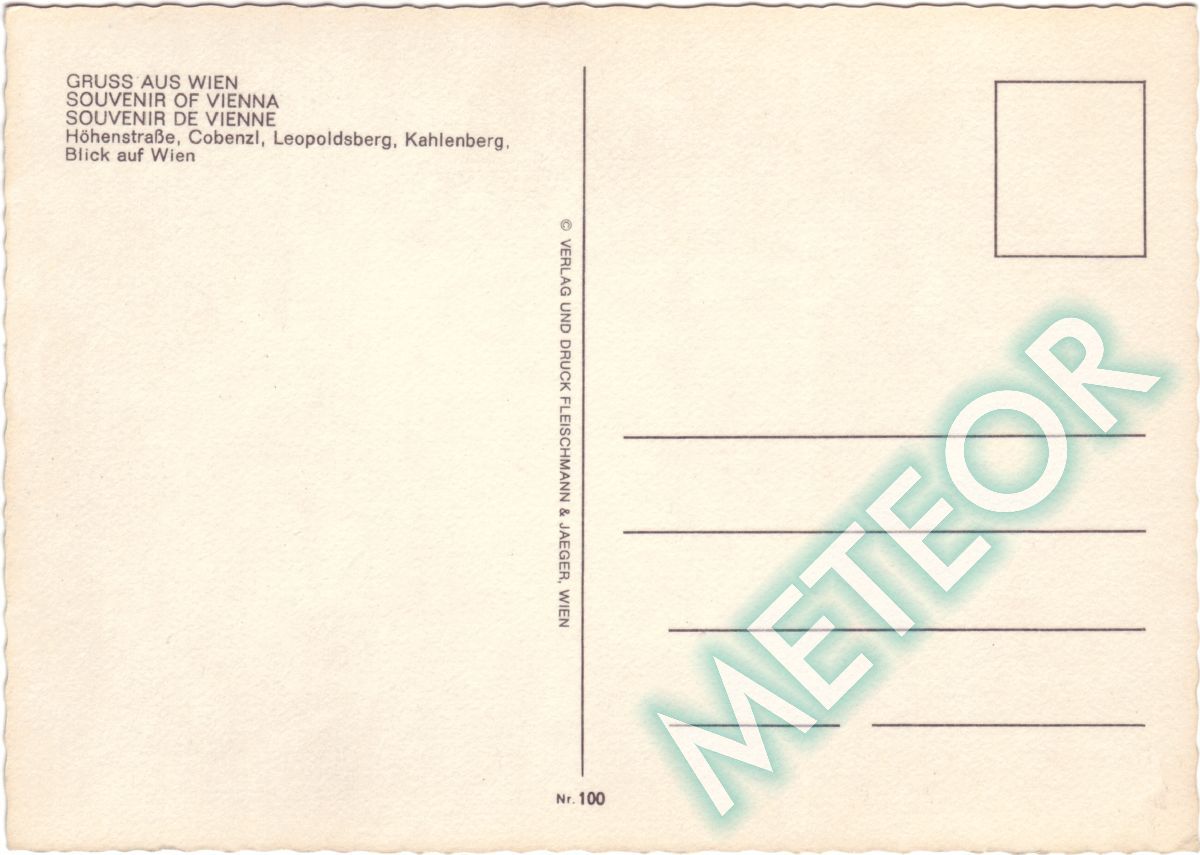 GRUSS AUS WIEN
SOUVENIR OF VIENNA
SOUVENIR DE VIENNE
Höhenstraße, Cobenzl, Leopoldsberg, Kahlenberg,
Blick auf Wien
© VERLAG UND DRUCK FLEISCHMANN & JAEGER, WIEN
Nr. 100
METEOR